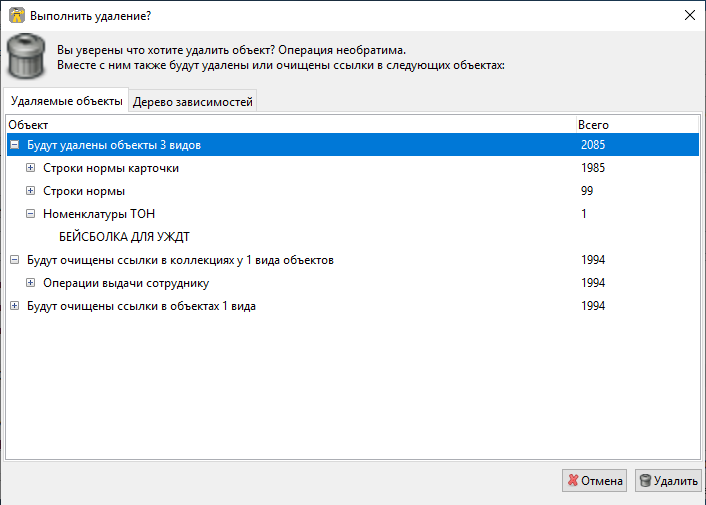 Выполнить удаление?
Вы уверены что хотите удалить объект? Операция необратима.
Вместе с ним также будут удалены или очищены ссылки в следующих объектах:
Удаляемые объекты Дерево зависимостей
Объект Всего
Будут удалены объекты 3 видов 2085
Строки нормы карточки 1985
Строки нормы 99
Номенклатуры ТОН 1
БЕЙСБОЛКА ДЛЯ УЖДТ
Будут очищены ссылки в коллекциях у 1 вида объектов 1994
Операции выдачи сотруднику 1994
Будут очищены ссылки в объектах 1 вида 1994
Отмена Удалить